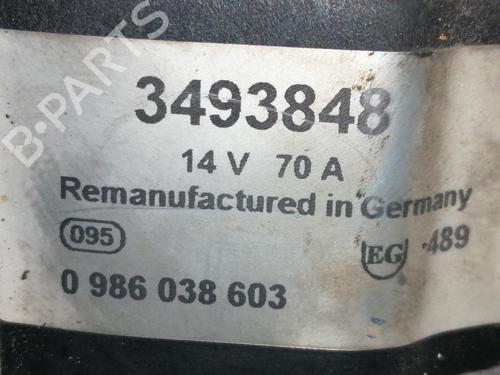 B-PARTS
3493848
14 V 70 A
Remanufactured in Germany
095
EG 489
0 986 038 603